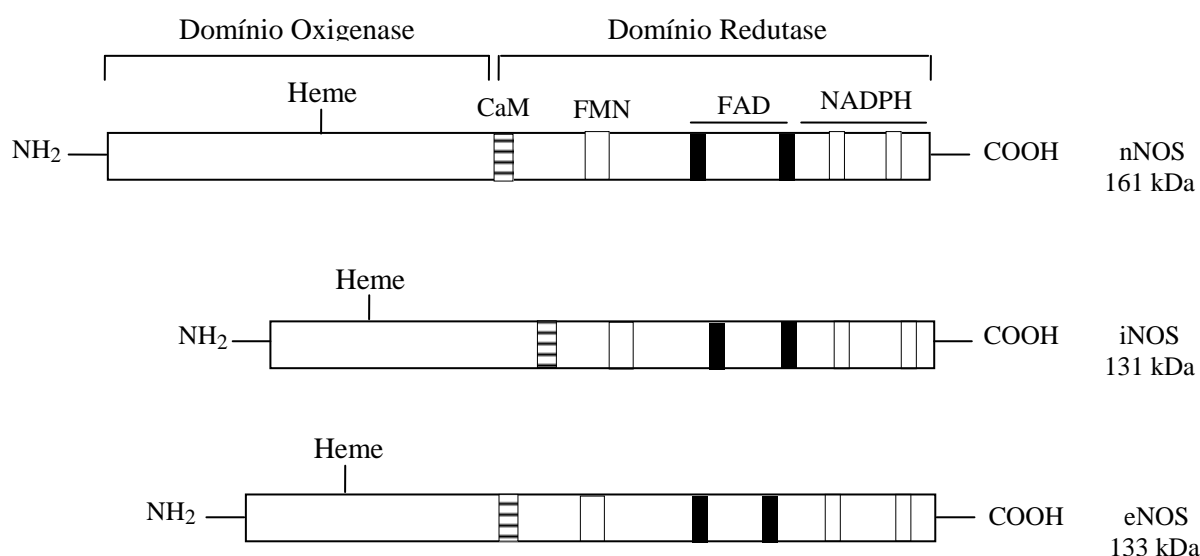 Domínio Oxigenase Domínio Redutase
Heme CaM FMN FAD NADPH
NH2 COOH nNOS
161 kDa
Heme
NH2 COOH iNOS
131 kDa
Heme
NH2 COOH eNOS
133 kDa